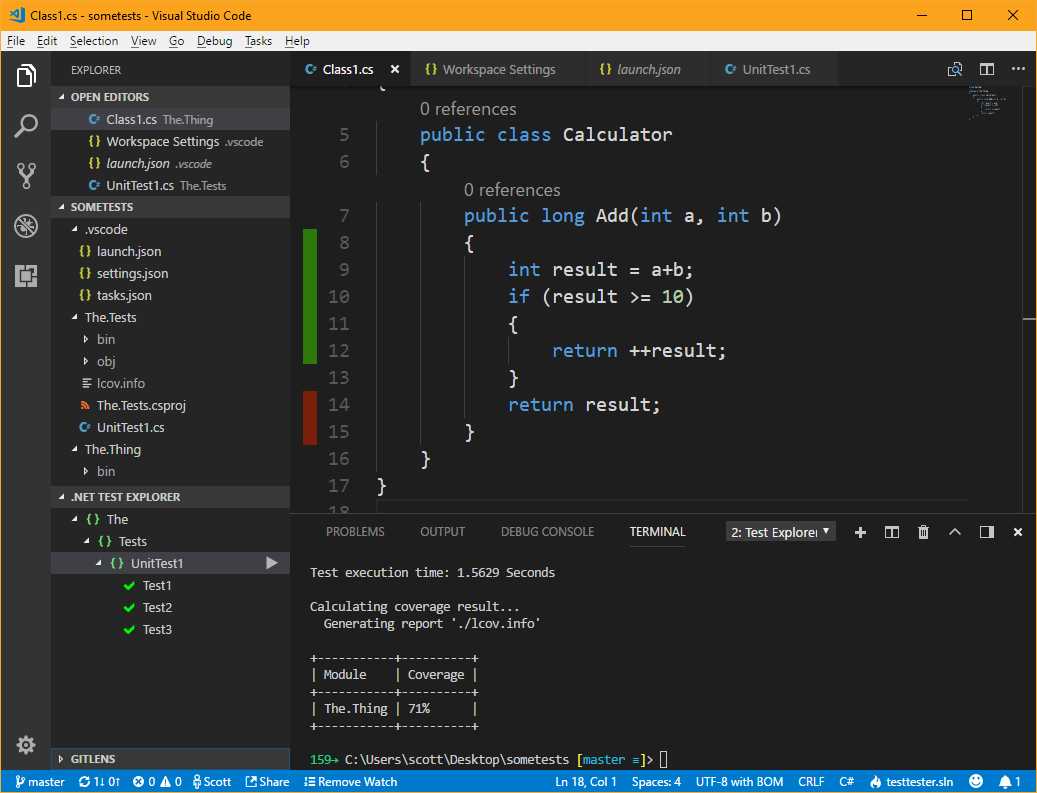 Class1.cs - sometests - Visual Studio Code
File Edit Selection View Go Debug Tasks Help
EXPLORER
OPEN EDITORS
Class1.cs The.Thing
Workspace Settings .vscode
launch.json .vscode
UnitTest1.cs The.Tests
SOMETESTS
.vscode
launch.json
settings.json
tasks.json
The.Tests
bin
obj
lcov.info
The.Tests.csproj
UnitTest1.cs
The.Thing
bin
.NET TEST EXPLORER
The
Tests
UnitTest1
Test1
Test2
Test3
GITLENS
Class1.cs Workspace Settings launch.json UnitTest1.cs
{
0 references
5 public class Calculator
6 {
0 references
7 public long Add(int a, int b)
8 {
9 int result = a+b;
10 if (result >= 10)
11 {
12 return ++result;
13 }
14 return result;
15 }
16 }
17 }
18
PROBLEMS OUTPUT DEBUG CONSOLE TERMINAL 2: Test Explorer
Test execution time: 1.5629 Seconds
Calculating coverage result...
Generating report './lcov.info'
+-----------+----------+
| Module | Coverage |
+-----------+----------+
| The.Thing | 71% |
+-----------+----------+
159→ C:\Users\scott\Desktop\sometests [master ≡]>
master 1↓ 0↑ 0 0 Scott Share Remove Watch Ln 18, Col 1 Spaces: 4 UTF-8 with BOM CRLF C# testtester.sln 1